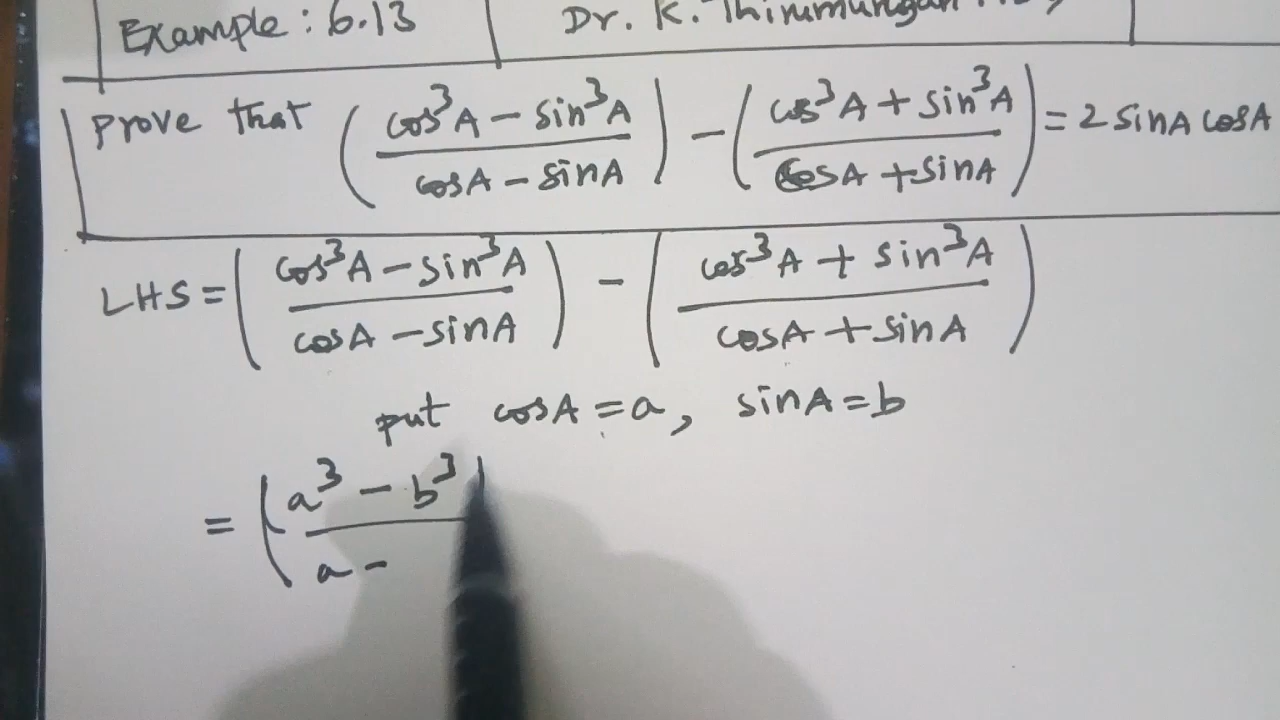 Example: 6.13 Dr. K.
Prove that (cos³A - sin³A / cosA - sinA) - (cos³A + sin³A / cosA + sinA) = 2 sinA cosA
LHS = (cos³A - sin³A / cosA - sinA) - (cos³A + sin³A / cosA + sinA)
put cosA = a, sinA = b
= (a³ - b³) / a -